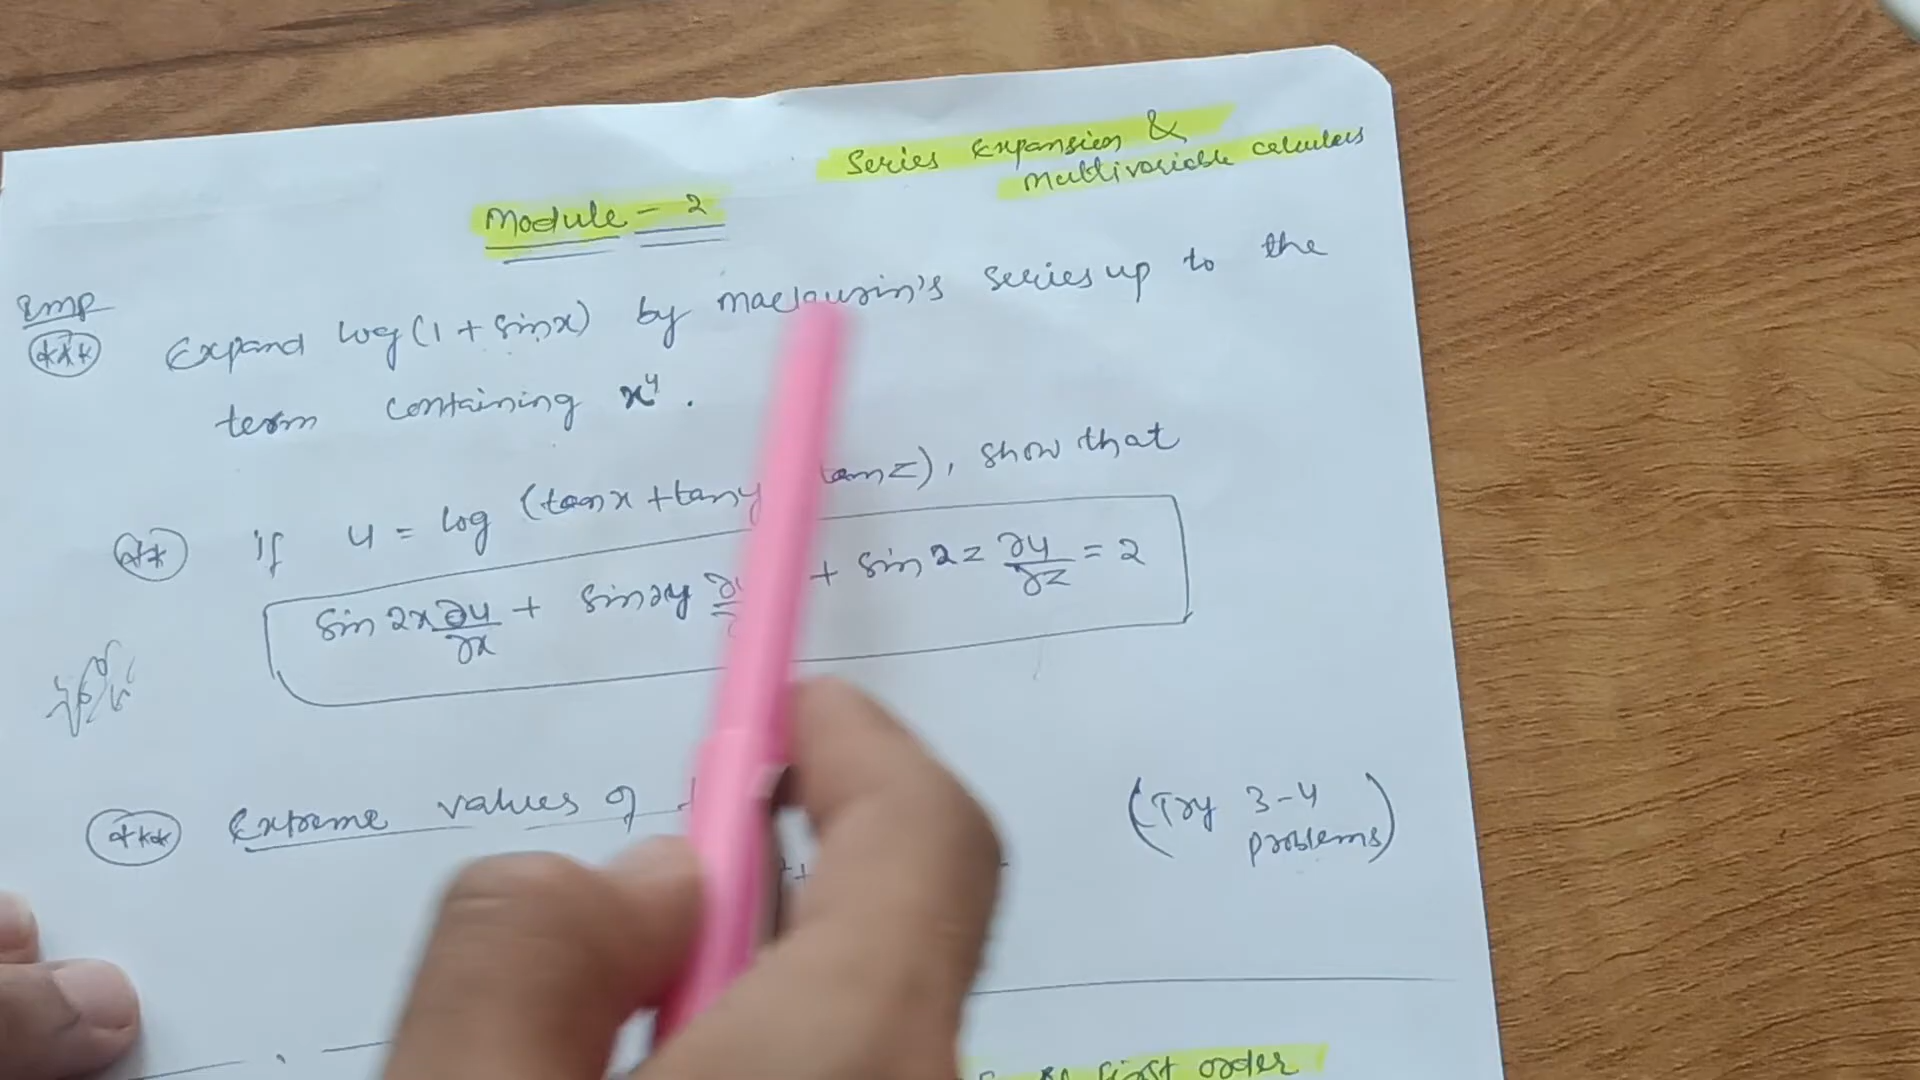 Series Expansion &
Multivariable calculus
Module - 2
Imp
*** Expand log(1 + sinx) by maclaurin's series up to the
term containing x⁴.
** If u = log (tanx + tany tanz), show that
sin 2x ∂u/∂x + sin2y + sin 2z ∂u/∂z = 2
*** Extreme values of
(Try 3-4
problems)
first order